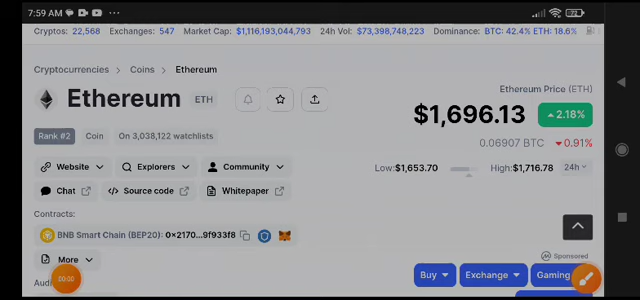 7:59 AM 72
Cryptos: 22,568 Exchanges: 547 Market Cap: $1,116,193,044,793 24h Vol: $73,398,748,223 Dominance: BTC: 42.4% ETH: 18.6%
Cryptocurrencies > Coins > Ethereum
Ethereum ETH
Ethereum Price (ETH)
$1,696.13 2.18%
Rank #2 Coin On 3,038,122 watchlists
0.06907 BTC 0.91%
Website Explorers Community
Low:$1,653.70 High:$1,716.78 24h
Chat Source code Whitepaper
Contracts:
BNB Smart Chain (BEP20): 0x2170...9f933f8
More
Sponsored
00:00
Audi
Buy Exchange Gaming